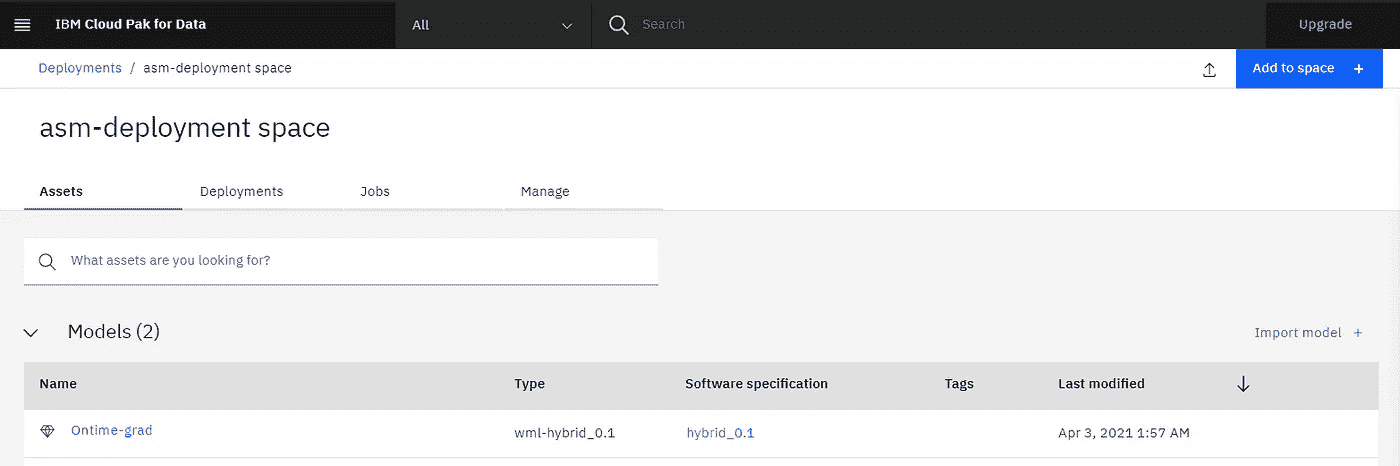 IBM Cloud Pak for Data All Search Upgrade
Deployments / asm-deployment space Add to space +
asm-deployment space
Assets Deployments Jobs Manage
What assets are you looking for?
Models (2) Import model +
Name Type Software specification Tags Last modified
Ontime-grad wml-hybrid_0.1 hybrid_0.1 Apr 3, 2021 1:57 AM